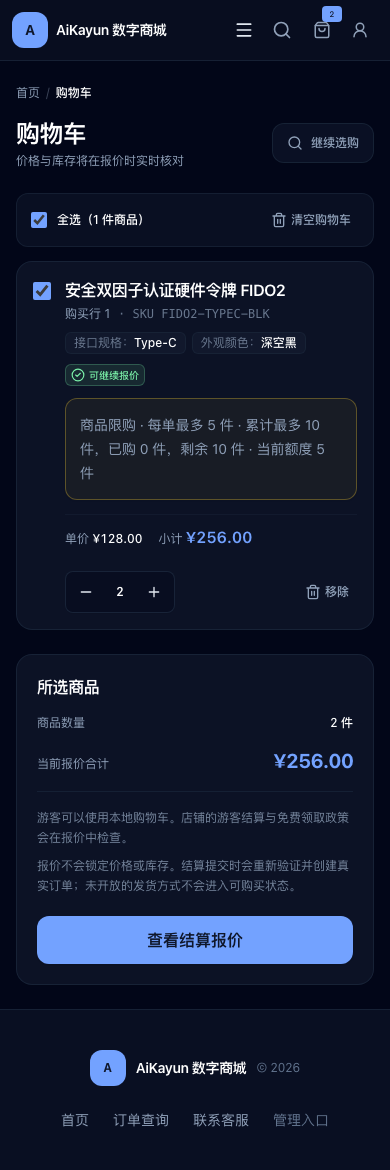 A AiKayun 数字商城 2
首页 / 购物车
购物车
价格与库存将在报价时实时核对
继续选购
全选（1 件商品） 清空购物车
安全双因子认证硬件令牌 FIDO2
购买行 1 · SKU FIDO2-TYPEC-BLK
接口规格： Type-C 外观颜色： 深空黑
可继续报价
商品限购 · 每单最多 5 件 · 累计最多 10
件，已购 0 件，剩余 10 件 · 当前额度 5
件
单价 ¥128.00 小计 ¥256.00
2 移除
所选商品
商品数量 2 件
当前报价合计 ¥256.00
游客可以使用本地购物车。店铺的游客结算与免费领取政策
会在报价中检查。
报价不会锁定价格或库存。结算提交时会重新验证并创建真
实订单；未开放的发货方式不会进入可购买状态。
查看结算报价
A AiKayun 数字商城 © 2026
首页 订单查询 联系客服 管理入口